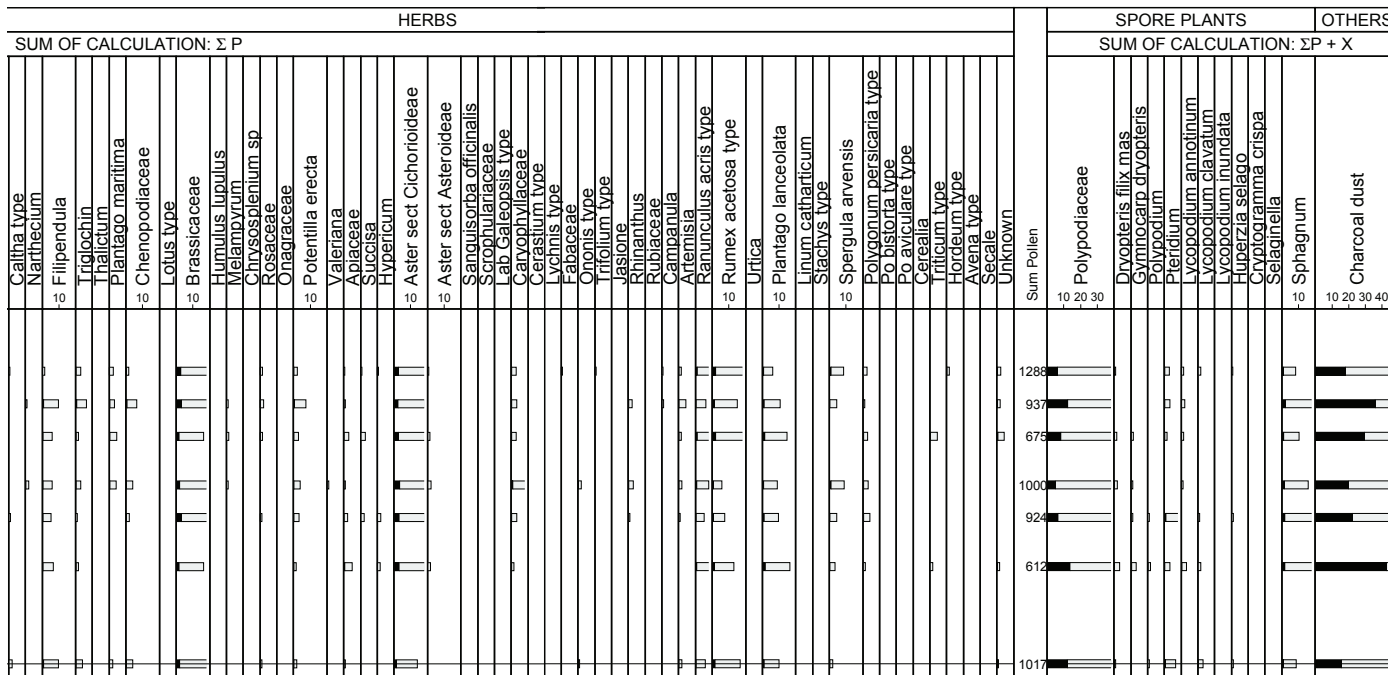 HERBS
SPORE PLANTS
OTHERS
SUM OF CALCULATION: Σ P
SUM OF CALCULATION: ΣP + X
Caltha type
Narthecium
Filipendula
Triglochin
Thalictum
Plantago maritima
Chenopodiaceae
Lotus type
Brassicaceae
Humulus lupulus
Melampyrum
Chrysosplenium sp
Rosaceae
Onagraceae
Potentilla erecta
Valeriana
Apiaceae
Succisa
Hypericum
Aster sect Cichorioideae
Aster sect Asteroideae
Sanquisorba officinalis
Scrophulariaceae
Lab Galeopsis type
Caryophyllaceae
Cerastium type
Lychnis type
Fabaceae
Ononis type
Trifolium type
Jasione
Rhinanthus
Rubiaceae
Campanula
Artemisia
Ranunculus acris type
Rumex acetosa type
Urtica
Plantago lanceolata
Linum catharticum
Stachys type
Spergula arvensis
Polygonum persicaria type
Po bistorta type
Po aviculare type
Cerealia
Triticum type
Hordeum type
Avena type
Secale
Unknown
Sum Pollen
Polypodiaceae
Dryopteris filix mas
Gymnocarp dryopteris
Polypodium
Pteridium
Lycopodium annotinum
Lycopodium clavatum
Lycopodium inundata
Huperzia selago
Cryptogramma crispa
Selaginella
Sphagnum
Charcoal dust
10 10 10 10 10 10 10 10 10 20 30 10 10 20 30 40
1288
937
675
1000
924
612
1017